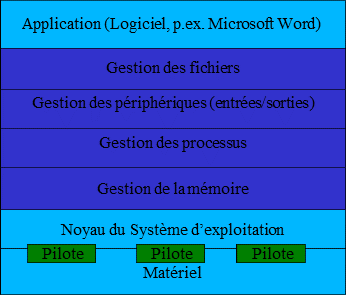 Application (Logiciel, p.ex. Microsoft Word)
Gestion des fichiers
Gestion des périphériques (entrées/sorties)
Gestion des processus
Gestion de la mémoire
Noyau du Système d'exploitation
Pilote Pilote Pilote
Matériel